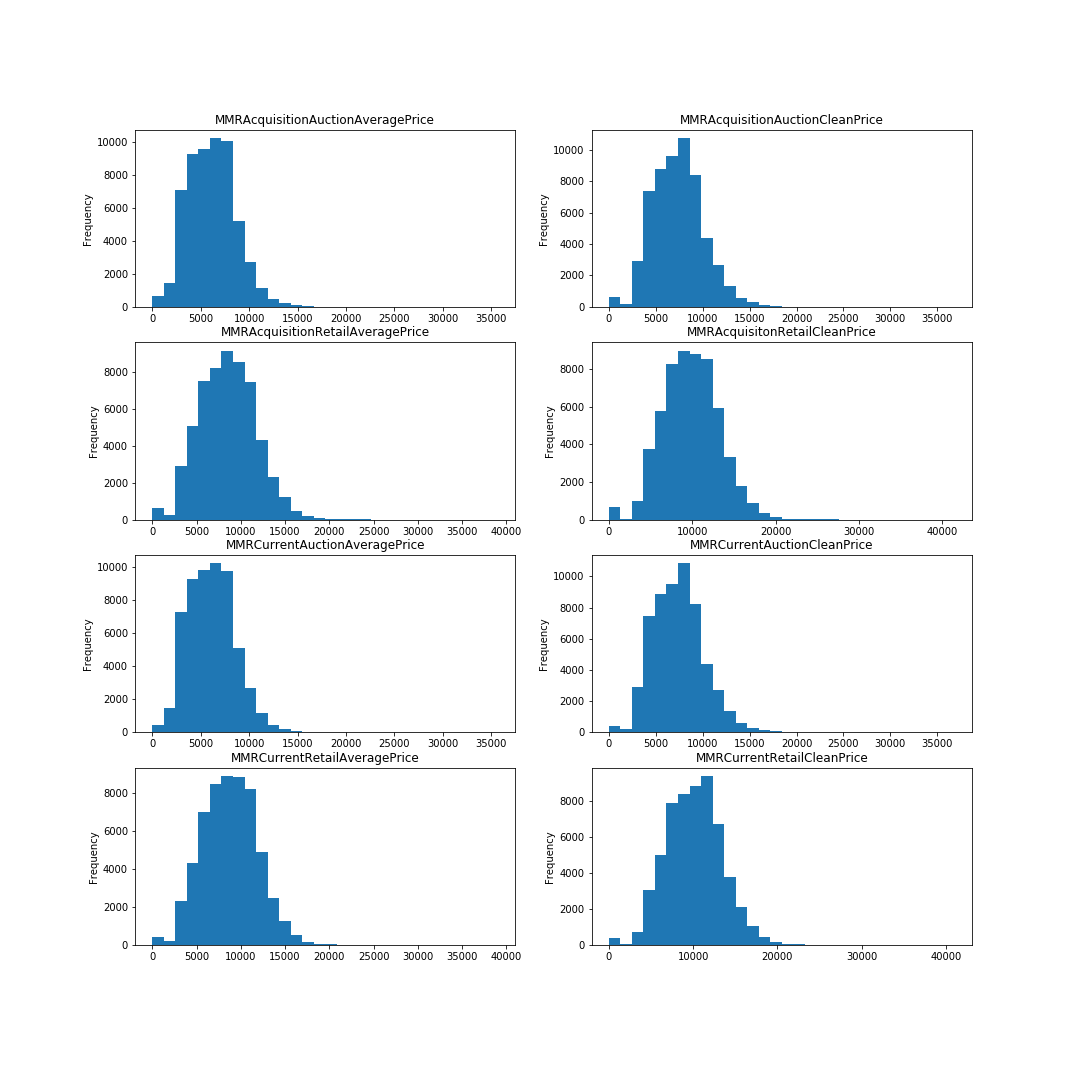 MMRAcquisitionAuctionAveragePrice
Frequency
10000
8000
6000
4000
2000
0
0 5000 10000 15000 20000 25000 30000 35000
MMRAcquisitionAuctionCleanPrice
Frequency
10000
8000
6000
4000
2000
0
0 5000 10000 15000 20000 25000 30000 35000
MMRAcquisitionRetailAveragePrice
Frequency
8000
6000
4000
2000
0
0 5000 10000 15000 20000 25000 30000 35000 40000
MMRAcquisitonRetailCleanPrice
Frequency
8000
6000
4000
2000
0
0 10000 20000 30000 40000
MMRCurrentAuctionAveragePrice
Frequency
10000
8000
6000
4000
2000
0
0 5000 10000 15000 20000 25000 30000 35000
MMRCurrentAuctionCleanPrice
Frequency
10000
8000
6000
4000
2000
0
0 5000 10000 15000 20000 25000 30000 35000
MMRCurrentRetailAveragePrice
Frequency
8000
6000
4000
2000
0
0 5000 10000 15000 20000 25000 30000 35000 40000
MMRCurrentRetailCleanPrice
Frequency
8000
6000
4000
2000
0
0 10000 20000 30000 40000